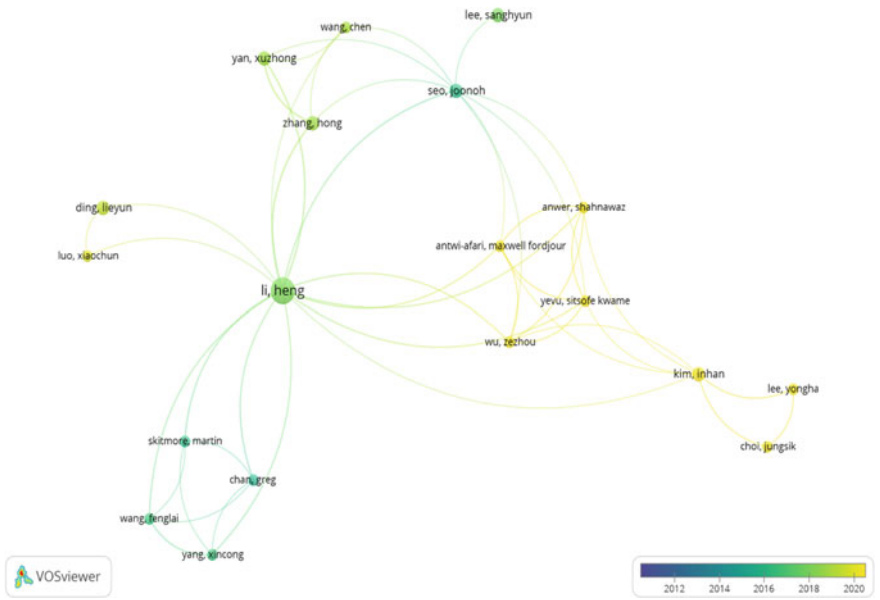 lee, sanghyun
wang, chen
yan, xuzhong
seo, joonoh
zhang, hong
ding, lieyun
anwer, shahnawaz
antwi-afari, maxwell fordjour
luo, xiaochun
li, heng
yevu, sitsofe kwame
wu, zezhou
kim, inhan
lee, yongha
skitmore, martin
choi, jungsik
chan, greg
wang, fenglai
yang, xincong
VOSviewer
2012 2014 2016 2018 2020